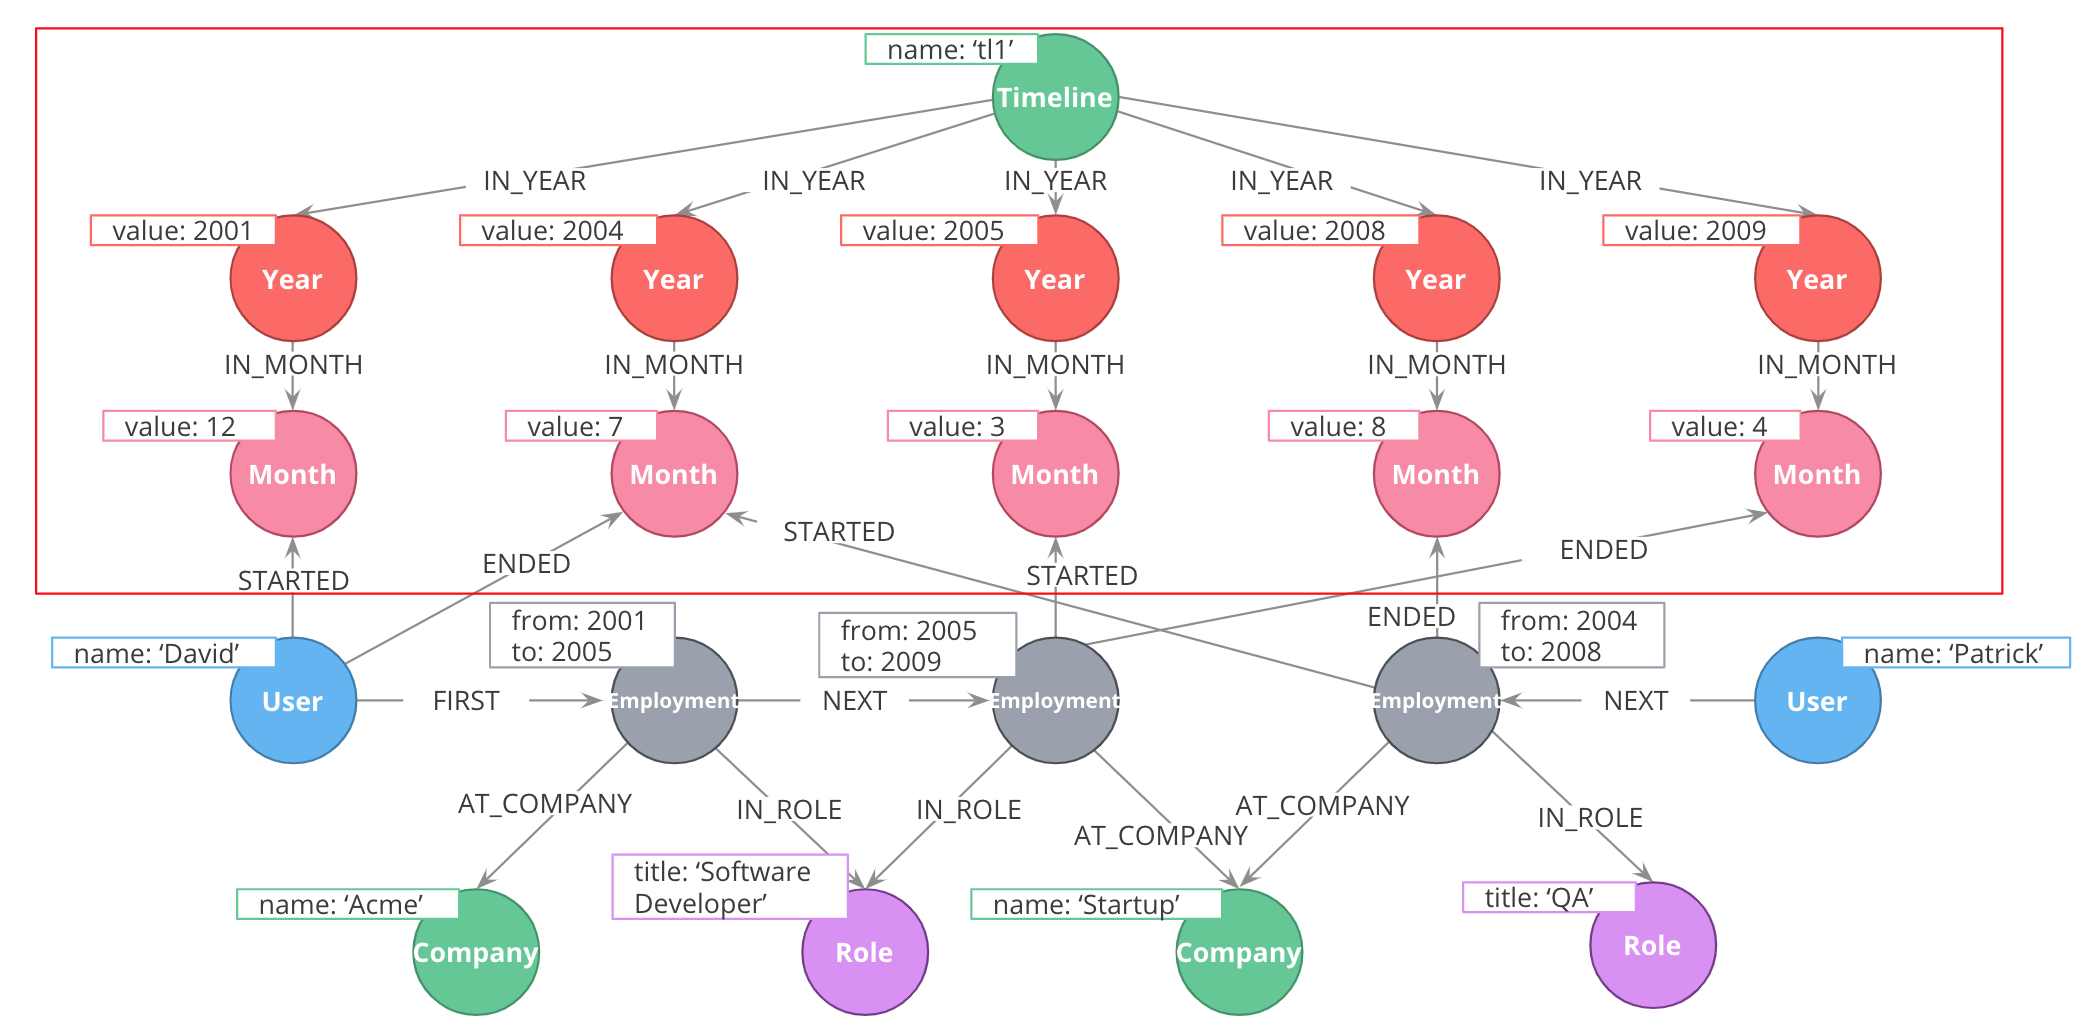 name: ‘tl1’
Timeline
IN_YEAR
IN_YEAR
IN_YEAR
IN_YEAR
IN_YEAR
value: 2001
value: 2004
value: 2005
value: 2008
value: 2009
Year
Year
Year
Year
Year
IN_MONTH
IN_MONTH
IN_MONTH
IN_MONTH
IN_MONTH
value: 12
value: 7
value: 3
value: 8
value: 4
Month
Month
Month
Month
Month
STARTED
ENDED
STARTED
STARTED
ENDED
ENDED
name: ‘David’
from: 2001
to: 2005
from: 2005
to: 2009
from: 2004
to: 2008
name: ‘Patrick’
User
FIRST
Employment
NEXT
Employment
Employment
NEXT
User
AT_COMPANY
IN_ROLE
IN_ROLE
AT_COMPANY
AT_COMPANY
IN_ROLE
name: ‘Acme’
title: ‘Software
Developer’
name: ‘Startup’
title: ‘QA’
Company
Role
Company
Role